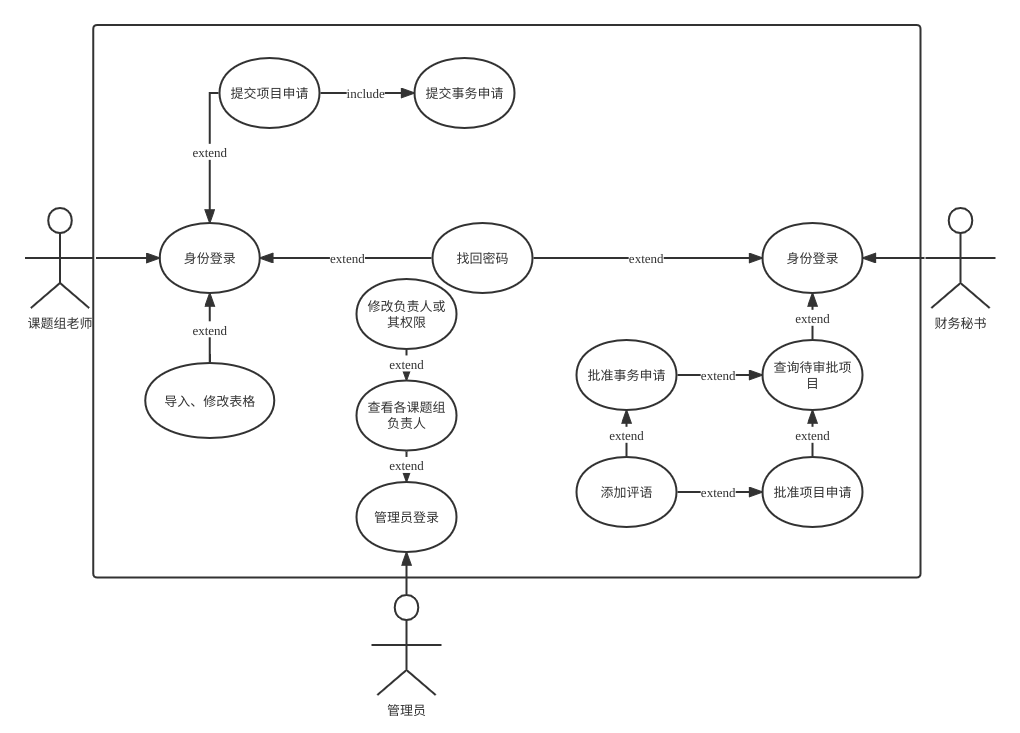 提交项目申请
include
提交事务申请
extend
课题组老师
身份登录
extend
找回密码
extend
身份登录
财务秘书
extend
导入、修改表格
修改负责人或
其权限
extend
查看各课题组
负责人
extend
管理员登录
管理员
extend
批准事务申请
extend
查询待审批项
目
extend
extend
添加评语
extend
批准项目申请